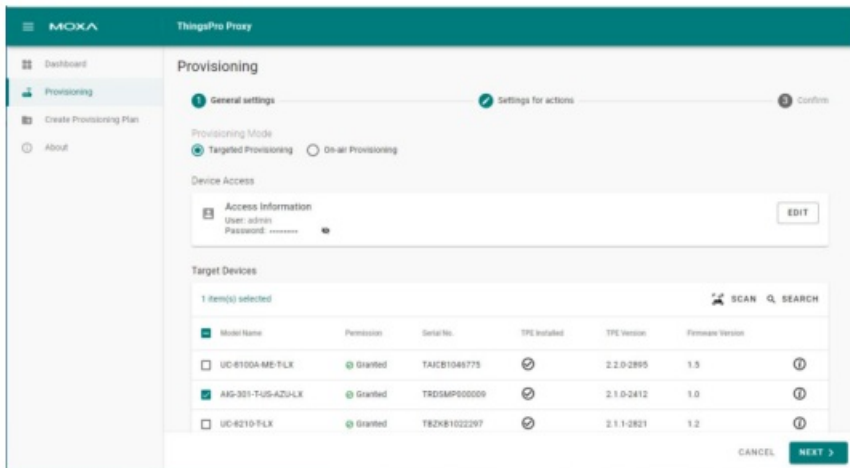 MOXA
ThingsPro Proxy
Dashboard
Provisioning
Create Provisioning Plan
About
Provisioning
1 General settings
Settings for actions
3 Confirm
Provisioning Mode
Targeted Provisioning
On-air Provisioning
Device Access
Access Information
User: admin
Password: ••••••••
EDIT
Target Devices
1 item(s) selected
SCAN
SEARCH
Model Name Permission Serial No. TPE Installed TPE Version Firmware Version
UC-8100A-ME-T-LX Granted TAICB1046775 2.2.0-2895 1.5
AIG-301-T-US-AZU-LX Granted TRDSMP000009 2.1.0-2412 1.0
UC-8210-T-LX Granted TBZKB1022297 2.1.1-2821 1.2
CANCEL
NEXT >